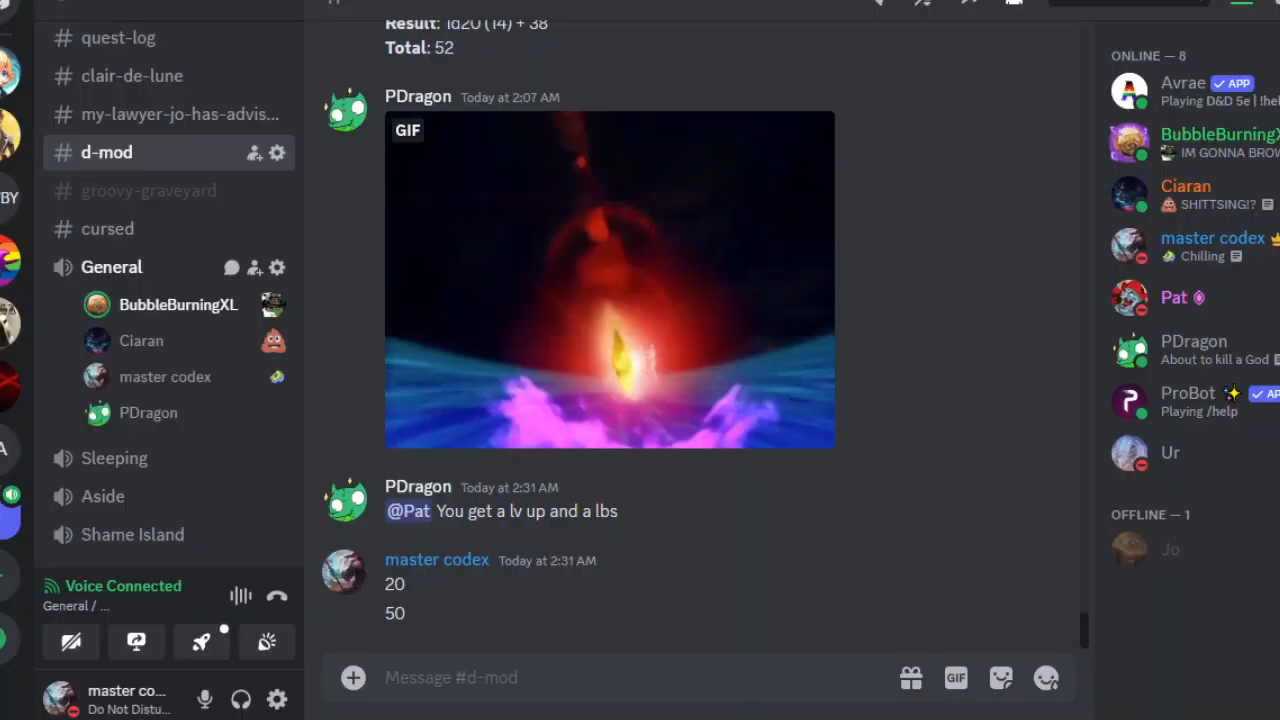 quest-log
clair-de-lune
my-lawyer-jo-has-advis...
d-mod
groovy-graveyard
cursed
General
BubbleBurningXL
Ciaran
master codex
PDragon
Sleeping
Aside
Shame Island
Voice Connected
General / ...
master co...
Do Not Distu...
Result: 1d20 (14) + 38
Total: 52
PDragon Today at 2:07 AM
GIF
PDragon Today at 2:31 AM
@Pat You get a lv up and a lbs
master codex Today at 2:31 AM
20
50
Message #d-mod
GIF
ONLINE — 8
Avrae ✓ APP
Playing D&D 5e | !hel
BubbleBurningX
IM GONNA BROW
Ciaran
SHITTSING!?
master codex
Chilling
Pat
PDragon
About to kill a God
ProBot ✓ AP
Playing /help
Ur
OFFLINE — 1
Jo
BY
A